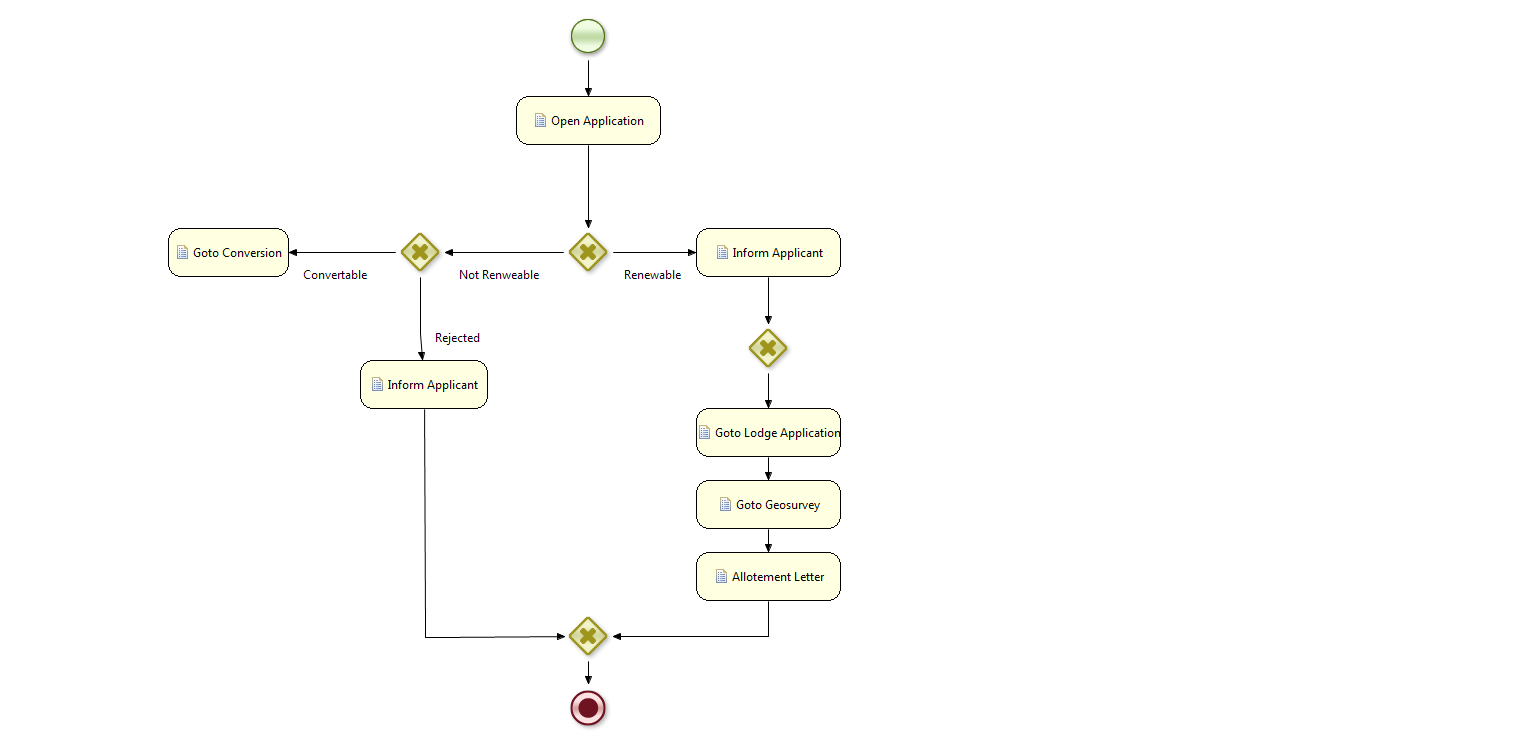 Open Application
Goto Conversion
Inform Applicant
Convertable
Not Renweable
Renewable
Rejected
Inform Applicant
Goto Lodge Application
Goto Geosurvey
Allotement Letter